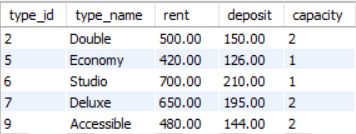 type_id type_name rent deposit capacity
2 Double 500.00 150.00 2
5 Economy 420.00 126.00 1
6 Studio 700.00 210.00 1
7 Deluxe 650.00 195.00 2
9 Accessible 480.00 144.00 2